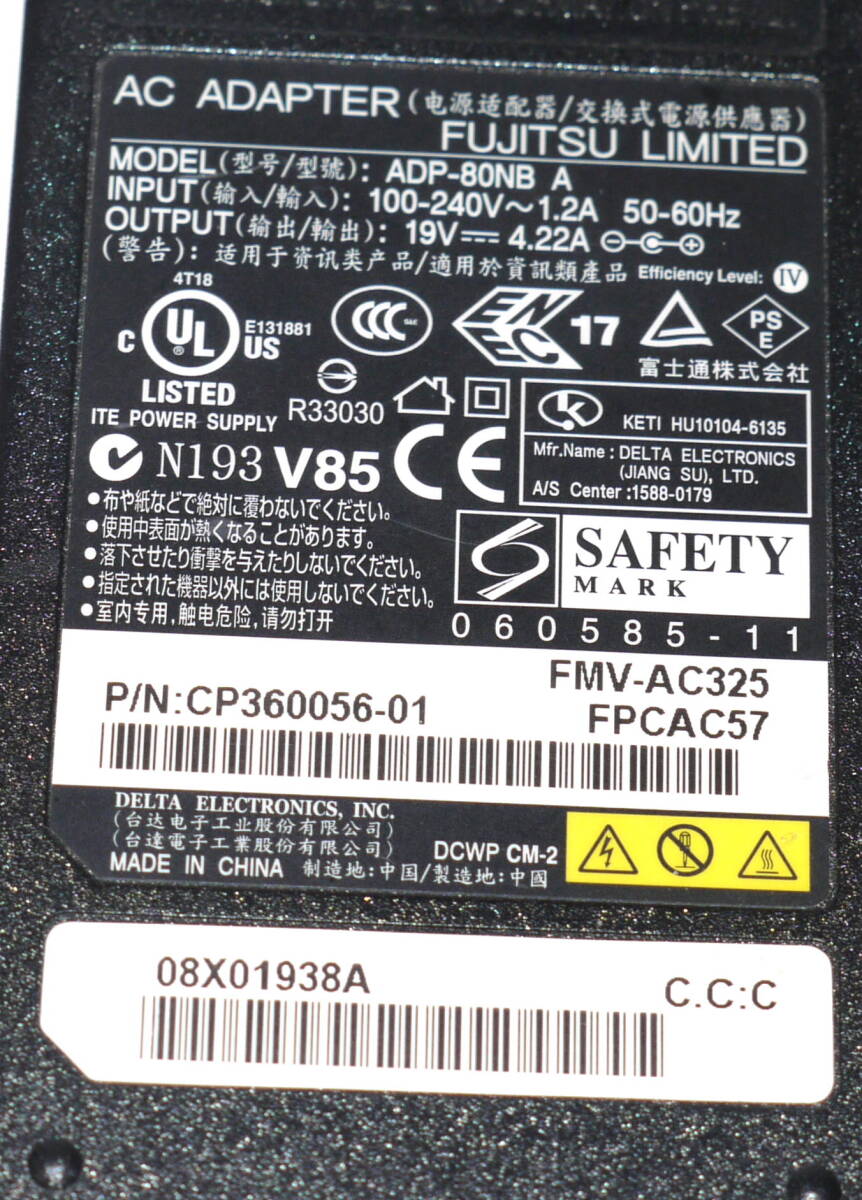 AC ADAPTER(电源适配器/交換式電源供應器)
FUJITSU LIMITED
MODEL(型号/型號): ADP-80NB A
INPUT(输入/輸入): 100-240V～1.2A 50-60Hz
OUTPUT(输出/輸出): 19V⎓ 4.22A
(警告): 适用于资讯类产品/適用於資訊類產品 Efficiency Level: IV
4T18
C UL US E131881
® 
LISTED
ITE POWER SUPPLY
CCC S&E
EN EC 17
PS E
富士通株式会社
R33030
KETI HU10104-6135
Mfr.Name : DELTA ELECTRONICS
(JIANG SU), LTD.
A/S Center :1588-0179
N193 V85 CE
●布や紙などで絶対に覆わないでください。
●使用中表面が熱くなることがあります。
●落下させたり衝撃を与えたりしないでください。
●指定された機器以外には使用しないでください。
●室内专用,触电危险,请勿打开
SAFETY
MARK
060585-11
FMV-AC325
P/N:CP360056-01
FPCAC57
DELTA ELECTRONICS, INC.
(台达电子工业股份有限公司)
(台達電子工業股份有限公司)
DCWP CM-2
MADE IN CHINA 制造地:中国/製造地:中國
08X01938A
C.C:C